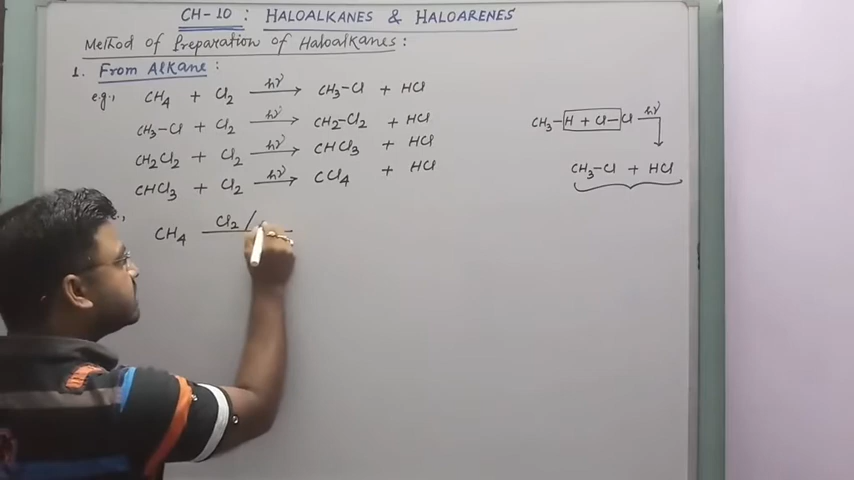 CH-10 : HALOALKANES & HALOARENES
Method of Preparation of Haloalkanes :
1. From Alkane :
e.g., CH4 + Cl2 —hν→ CH3–Cl + HCl
CH3–Cl + Cl2 —hν→ CH2–Cl2 + HCl
CH2Cl2 + Cl2 —hν→ CHCl3 + HCl
CHCl3 + Cl2 —hν→ CCl4 + HCl
CH4 Cl2 /
CH3–H + Cl–Cl —hν
CH3–Cl + HCl